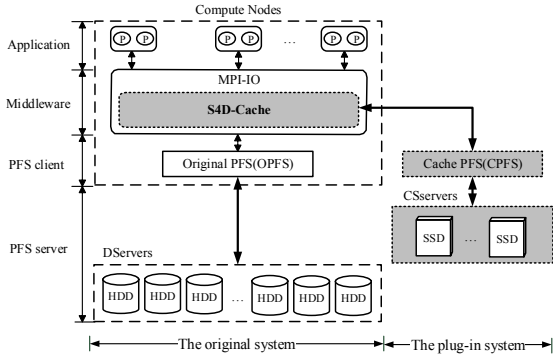 Compute Nodes
Application
P P P P ... P P
MPI-IO
Middleware
S4D-Cache
PFS client
Original PFS(OPFS)
Cache PFS(CPFS)
CSservers
PFS server
SSD ... SSD
DServers
HDD HDD HDD ... HDD HDD HDD
The original system
The plug-in system